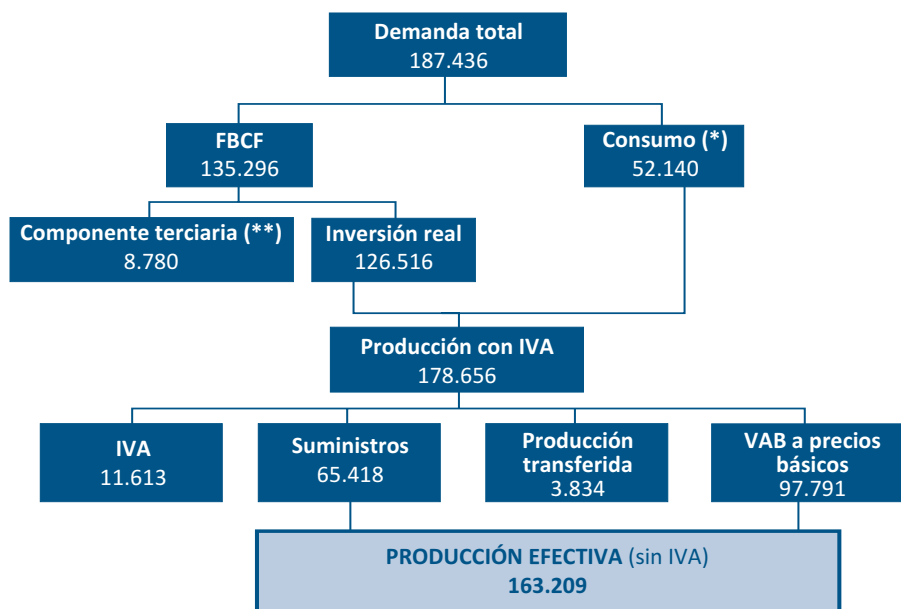 Demanda total
187.436
FBCF
135.296
Consumo (*)
52.140
Componente terciaria (**)
8.780
Inversión real
126.516
Producción con IVA
178.656
IVA
11.613
Suministros
65.418
Producción
transferida
3.834
VAB a precios
básicos
97.791
PRODUCCIÓN EFECTIVA (sin IVA)
163.209